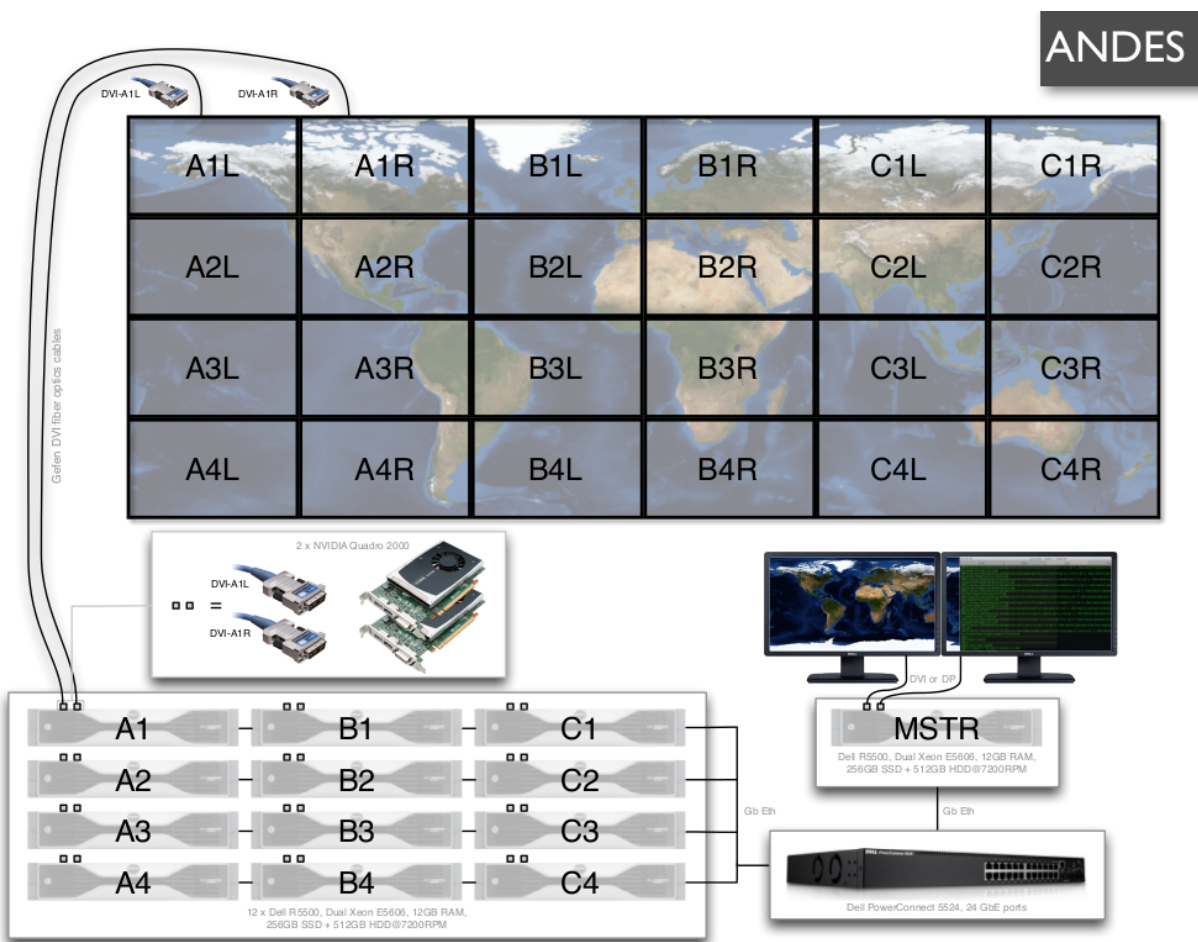 ANDES
DVI-A1L
DVI-A1R
A1L A1R B1L B1R C1L C1R
A2L A2R B2L B2R C2L C2R
A3L A3R B3L B3R C3L C3R
A4L A4R B4L B4R C4L C4R
Gefen DVI fiber optics cables
2 x NVIDIA Quadro 2000
DVI-A1L
=
DVI-A1R
DVI or DP
A1 B1 C1
A2 B2 C2
A3 B3 C3
A4 B4 C4
12 x Dell R5500, Dual Xeon E5606, 12GB RAM,
256GB SSD + 512GB HDD@7200RPM
MSTR
Dell R5500, Dual Xeon E5606, 12GB RAM,
256GB SSD + 512GB HDD@7200RPM
Gb Eth
Gb Eth
DELL
Dell PowerConnect 5524, 24 GbE ports